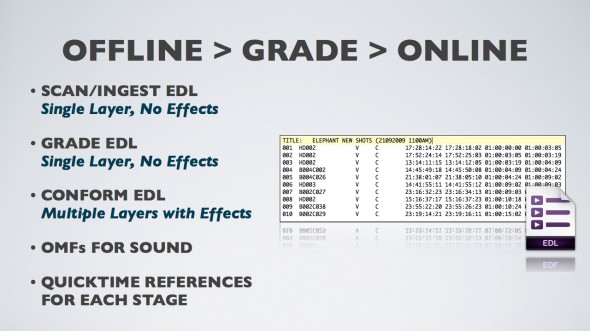 OFFLINE > GRADE > ONLINE
• SCAN/INGEST EDL
Single Layer, No Effects
• GRADE EDL
Single Layer, No Effects
• CONFORM EDL
Multiple Layers with Effects
• OMFs FOR SOUND
• QUICKTIME REFERENCES
FOR EACH STAGE
TITLE: ELEPHANT NEW SHOTS (21092009 1100AM)
001 HD002 V C 17:28:14:22 17:28:18:02 01:00:00:00 01:00:03:05
002 HD002 V C 17:52:24:14 17:52:25:03 01:00:03:05 01:00:03:19
003 HD002 V C 13:14:11:15 13:14:12:05 01:00:03:19 01:00:04:09
004 B004C002 V C 14:45:49:18 14:45:50:08 01:00:04:09 01:00:04:24
005 B004C026 V C 21:38:01:07 21:38:05:10 01:00:04:24 01:00:09:02
006 HD003 V C 14:41:55:11 14:41:55:12 01:00:09:02 01:00:09:03
007 B002C027 V C 23:16:32:23 23:16:34:13 01:00:09:03
008 HD002 V C 15:16:37:17 15:16:37:23 01:00:10:18
009 B002C038 V C 23:55:22:20 23:55:26:20 01:00:10:24
010 B002C029 V C 23:19:14:21 23:19:16:11 01:00:15:02
EDL